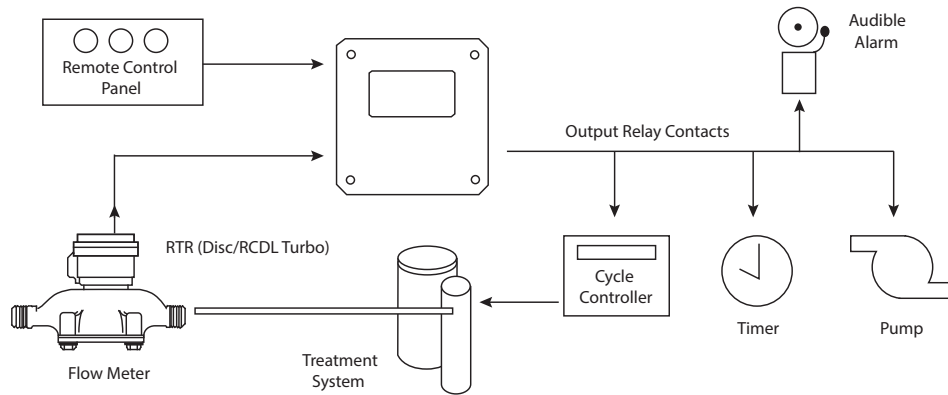 Remote Control
Panel
Audible
Alarm
Output Relay Contacts
RTR (Disc/RCDL Turbo)
Cycle
Controller
Timer
Pump
Treatment
System
Flow Meter